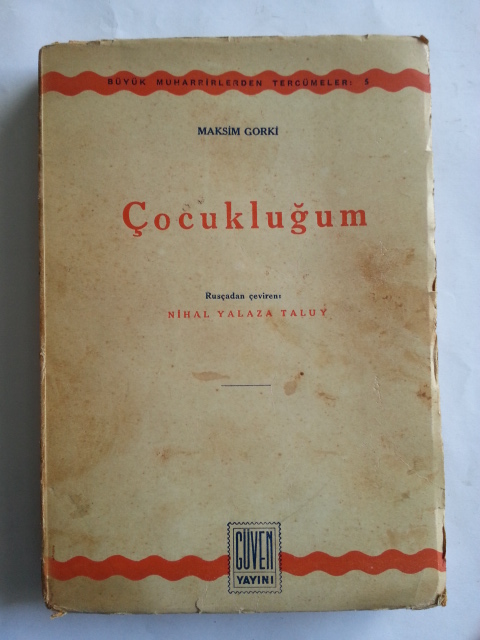 BÜYÜK MUHARRİRLERDEN TERCÜMELER: 5
MAKSİM GORKİ
Çocukluğum
Rusçadan çeviren:
NİHAL YALAZA TALUY
GÜVEN
YAYINI